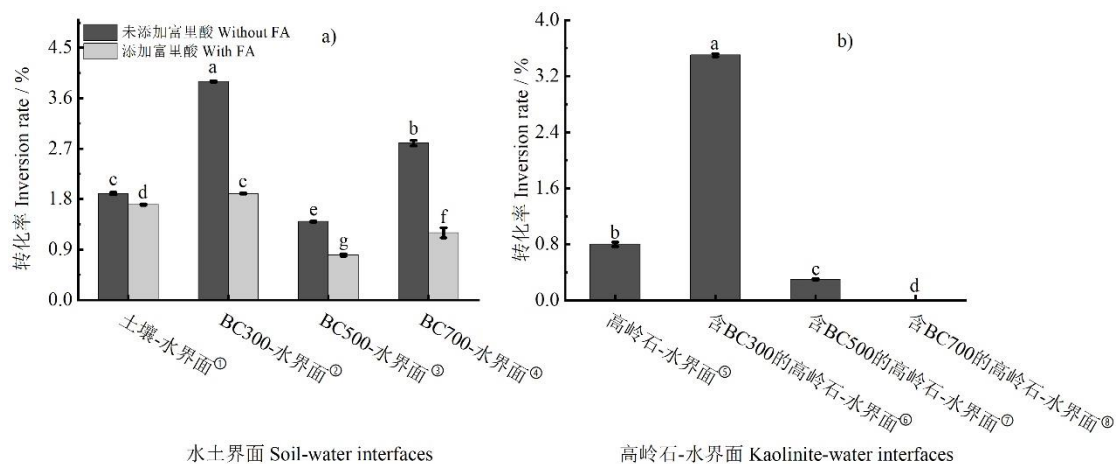 未添加富里酸 Without FA
添加富里酸 With FA
a)
转化率 Inversion rate / %
4.5
3.6
2.7
1.8
0.9
0.0
c
d
a
c
e
g
b
f
土壤-水界面①
BC300-水界面②
BC500-水界面③
BC700-水界面④
水土界面 Soil-water interfaces
b)
转化率 Inversion rate / %
4.0
3.2
2.4
1.6
0.8
0.0
b
a
c
d
高岭石-水界面⑤
含BC300的高岭石-水界面⑥
含BC500的高岭石-水界面⑦
含BC700的高岭石-水界面⑧
高岭石-水界面 Kaolinite-water interfaces